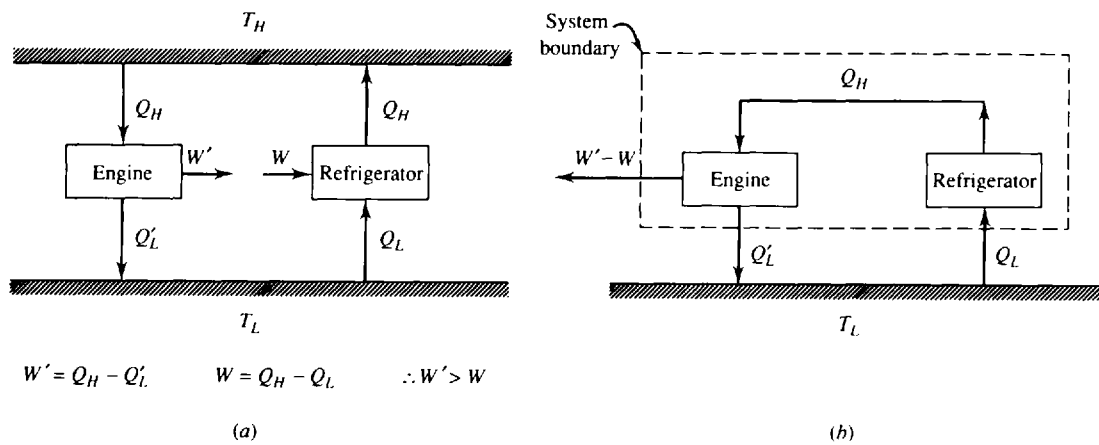 T_H
Q_H
Q_H
W'
W
Engine
Refrigerator
Q'_L
Q_L
T_L
W' = Q_H − Q'_L
W = Q_H − Q_L
∴ W' > W
(a)
System
boundary
Q_H
W' − W
Engine
Refrigerator
Q'_L
Q_L
T_L
(b)